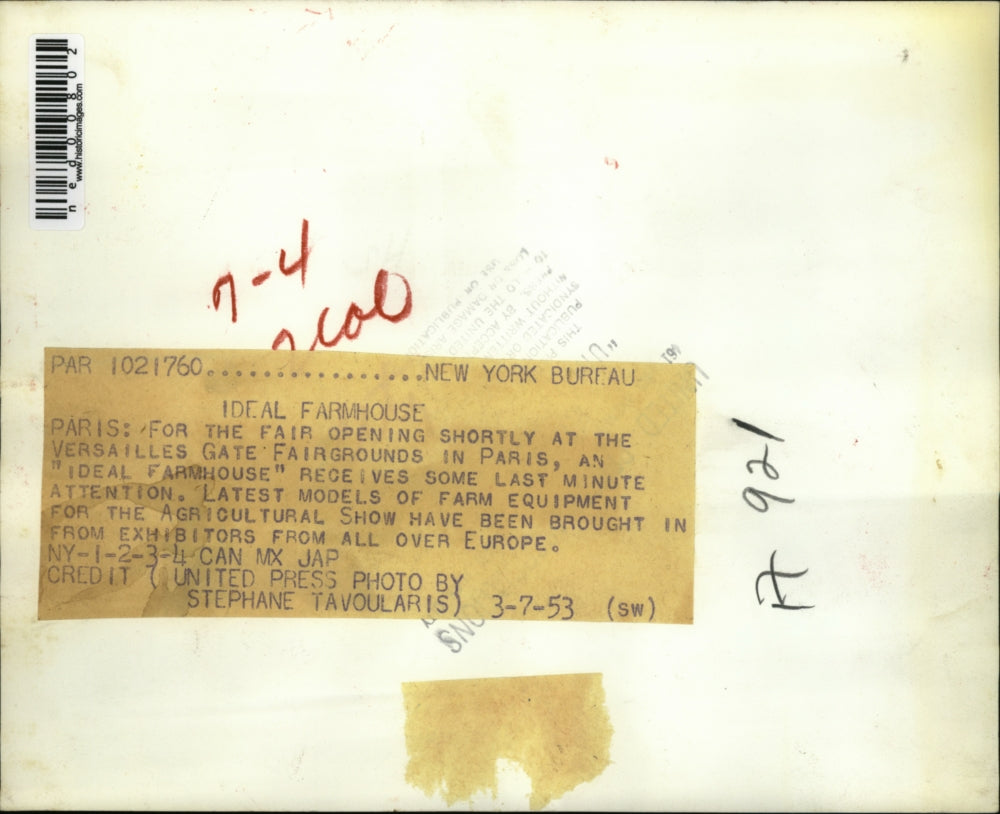 ned00802
www.historicimages.com
7-4
2col
PAR 1021760................NEW YORK BUREAU
IDEAL FARMHOUSE
PARIS: FOR THE FAIR OPENING SHORTLY AT THE
VERSAILLES GATE FAIRGROUNDS IN PARIS, AN
"IDEAL FARMHOUSE" RECEIVES SOME LAST MINUTE
ATTENTION. LATEST MODELS OF FARM EQUIPMENT
FOR THE AGRICULTURAL SHOW HAVE BEEN BROUGHT IN
FROM EXHIBITORS FROM ALL OVER EUROPE.
NY-1-2-3-4 CAN MX JAP
CREDIT (UNITED PRESS PHOTO BY
STEPHANE TAVOULARIS) 3-7-53 (SW)
A 921